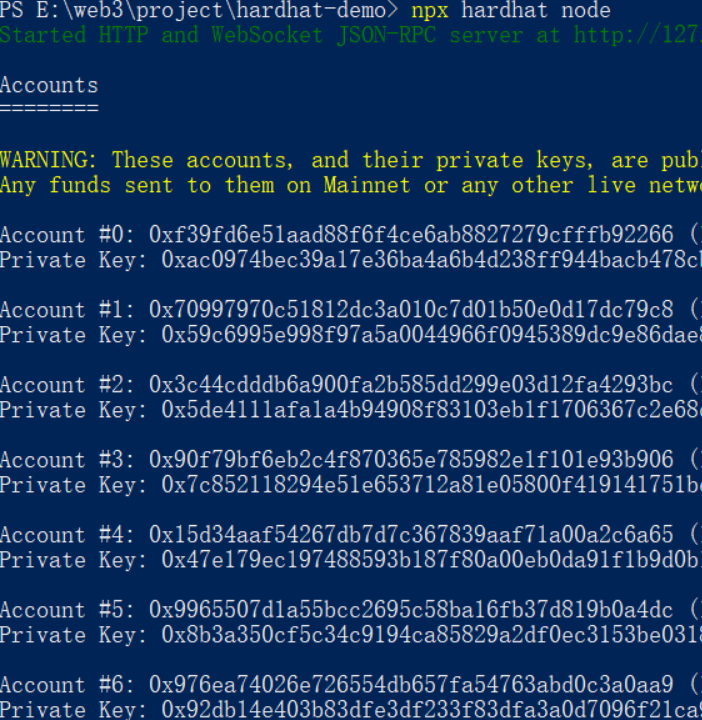 PS E:\web3\project\hardhat-demo> npx hardhat node
Started HTTP and WebSocket JSON-RPC server at http://127.
Accounts
========
WARNING: These accounts, and their private keys, are pub
Any funds sent to them on Mainnet or any other live netw
Account #0: 0xf39fd6e51aad88f6f4ce6ab8827279cfffb92266 (
Private Key: 0xac0974bec39a17e36ba4a6b4d238ff944bacb478c
Account #1: 0x70997970c51812dc3a010c7d01b50e0d17dc79c8 (
Private Key: 0x59c6995e998f97a5a0044966f0945389dc9e86dae
Account #2: 0x3c44cdddb6a900fa2b585dd299e03d12fa4293bc (
Private Key: 0x5de4111afa1a4b94908f83103eb1f1706367c2e68
Account #3: 0x90f79bf6eb2c4f870365e785982e1f101e93b906 (
Private Key: 0x7c852118294e51e653712a81e05800f419141751b
Account #4: 0x15d34aaf54267db7d7c367839aaf71a00a2c6a65 (
Private Key: 0x47e179ec197488593b187f80a00eb0da91f1b9d0b
Account #5: 0x9965507d1a55bcc2695c58ba16fb37d819b0a4dc (
Private Key: 0x8b3a350cf5c34c9194ca85829a2df0ec3153be0318
Account #6: 0x976ea74026e726554db657fa54763abd0c3a0aa9 (
Private Key: 0x92db14e403b83dfe3df233f83dfa3a0d7096f21ca